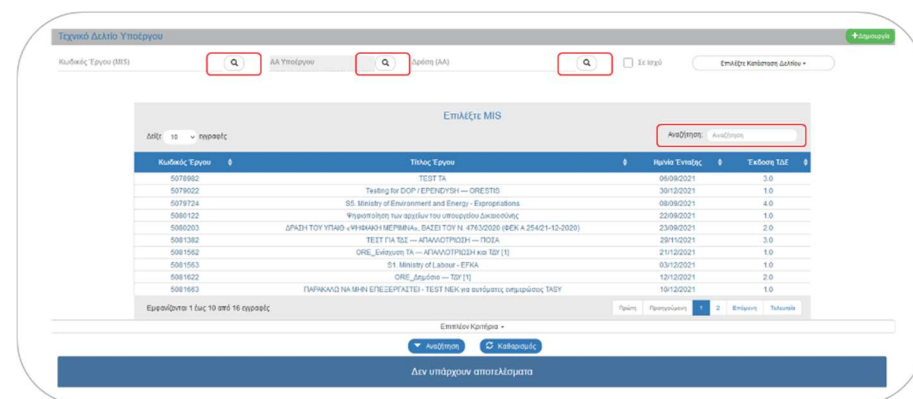 Τεχνικό Δελτίο Υποέργου
+Δημιουργία
Κωδικός Έργου (MIS) ΑΑ Υποέργου Δράση (ΑΑ) Σε Ισχύ Επιλέξτε Κατάσταση Δελτίου
Επιλέξτε MIS
Δείξε 10 εγγραφές Αναζήτηση: Αναζήτηση
Κωδικός Έργου Τίτλος Έργου Ημ/νία Ένταξης Έκδοση ΤΔΕ
5078982 TEST TA 06/09/2021 3.0
5079022 Testing for DOP / EPENDYSH — ORESTIS 30/12/2021 1.0
5079724 S5. Ministry of Environment and Energy - Expropriations 08/09/2021 4.0
5080122 Ψηφιοποίηση των αρχείων του υπουργείου Δικαιοσύνης 22/09/2021 1.0
5080203 ΔΡΑΣΗ ΤΟΥ ΥΠΑΙΘ «ΨΗΦΙΑΚΗ ΜΕΡΙΜΝΑ», ΒΑΣΕΙ ΤΟΥ Ν. 4763/2020 (ΦΕΚ Α 254/21-12-2020) 23/09/2021 2.0
5081382 ΤΕΣΤ ΓΙΑ ΤΔΣ — ΑΠΑΛΛΟΤΡΙΩΣΗ — ΠΟΣΑ 29/11/2021 3.0
5081562 ORE_Ενίσχυση ΤΑ — ΑΠΑΛΛΟΤΡΙΩΣΗ και ΤΔΥ [1] 21/12/2021 1.0
5081563 S1. Ministry of Labour - EFKA 03/12/2021 1.0
5081622 ORE_Δημόσιο — ΤΔΥ [1] 12/12/2021 2.0
5081663 ΠΑΡΑΚΑΛΩ ΝΑ ΜΗΝ ΕΠΕΞΕΡΓΑΣΤΕΙ - TEST NEK για αυτόματες ενημερώσεις TASY 10/12/2021 1.0
Εμφανίζονται 1 έως 10 από 16 εγγραφές Πρώτη Προηγούμενη 1 2 Επόμενη Τελευταία
Επιπλέον Κριτήρια
Αναζήτηση Καθαρισμός
Δεν υπάρχουν αποτελέσματα